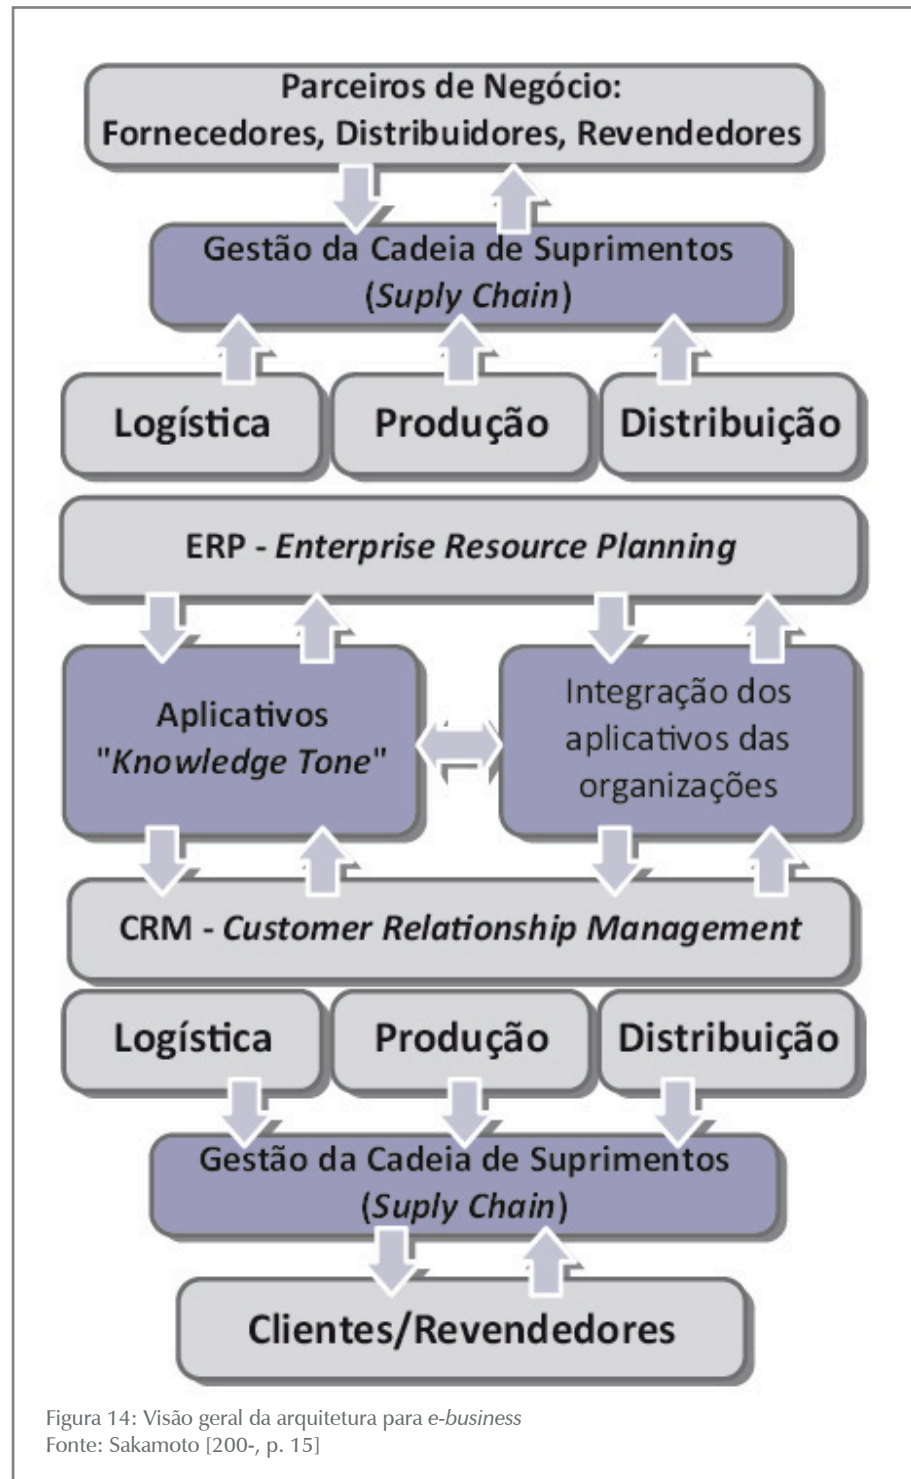 Parceiros de Negócio:
Fornecedores, Distribuidores, Revendedores
Gestão da Cadeia de Suprimentos
(Suply Chain)
Logística
Produção
Distribuição
ERP - Enterprise Resource Planning
Aplicativos
"Knowledge Tone"
Integração dos
aplicativos das
organizações
CRM - Customer Relationship Management
Logística
Produção
Distribuição
Gestão da Cadeia de Suprimentos
(Suply Chain)
Clientes/Revendedores
Figura 14: Visão geral da arquitetura para e-business
Fonte: Sakamoto [200-, p. 15]